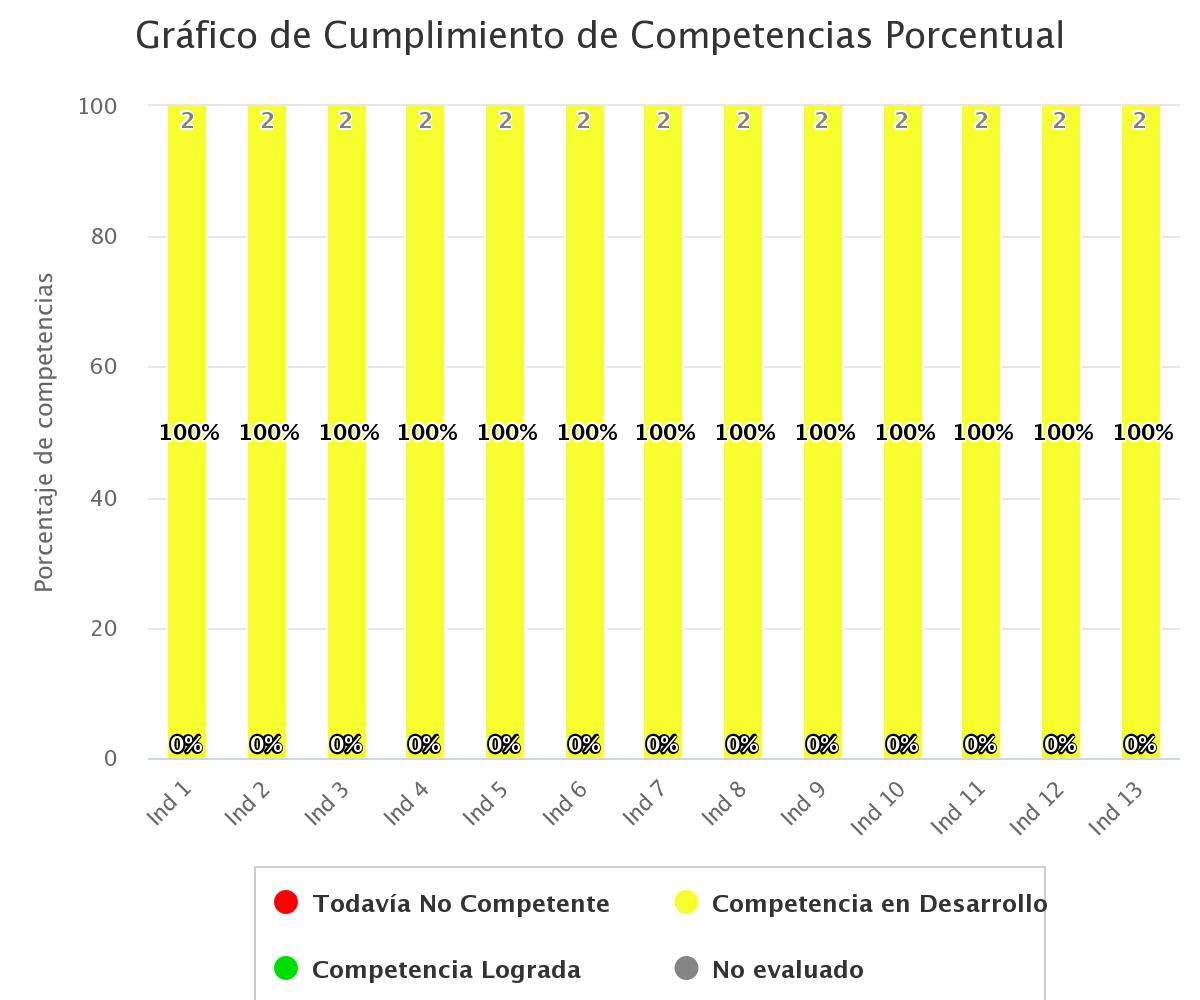 Gráfico de Cumplimiento de Competencias Porcentual
Porcentaje de competencias
100
80
60
40
20
0
2 2 2 2 2 2 2 2 2 2 2 2 2
100% 100% 100% 100% 100% 100% 100% 100% 100% 100% 100% 100% 100%
0% 0% 0% 0% 0% 0% 0% 0% 0% 0% 0% 0% 0%
Ind 1 Ind 2 Ind 3 Ind 4 Ind 5 Ind 6 Ind 7 Ind 8 Ind 9 Ind 10 Ind 11 Ind 12 Ind 13
Todavía No Competente Competencia en Desarrollo
Competencia Lograda No evaluado